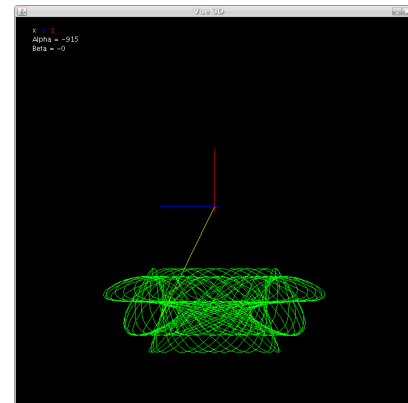 Vue 3D
X Y Z
Alpha = -915
Beta = -0